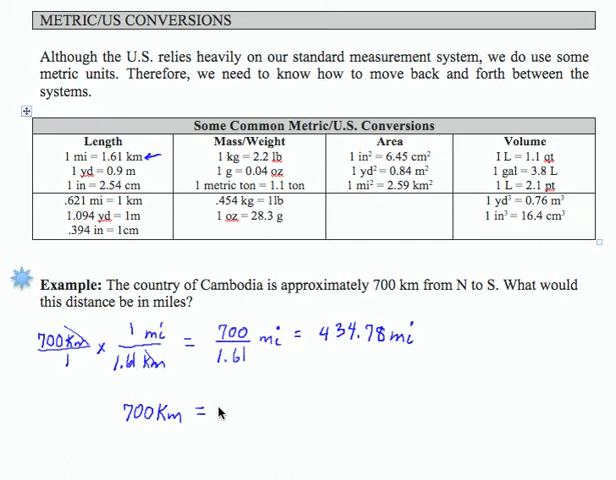 METRIC/US CONVERSIONS
Although the U.S. relies heavily on our standard measurement system, we do use some
metric units. Therefore, we need to know how to move back and forth between the
systems.
Some Common Metric/U.S. Conversions
Length Mass/Weight Area Volume
1 mi = 1.61 km 1 kg = 2.2 lb 1 in² = 6.45 cm² 1 L = 1.1 qt
1 yd = 0.9 m 1 g = 0.04 oz 1 yd² = 0.84 m² 1 gal = 3.8 L
1 in = 2.54 cm 1 metric ton = 1.1 ton 1 mi² = 2.59 km² 1 L = 2.1 pt
.621 mi = 1 km .454 kg = 1lb 1 yd³ = 0.76 m³
1.094 yd = 1m 1 oz = 28.3 g 1 in³ = 16.4 cm³
.394 in = 1cm
Example: The country of Cambodia is approximately 700 km from N to S. What would
this distance be in miles?
700 Km/1 × 1 mi/1.61 km = 700/1.61 mi = 434.78 mi
700 Km =